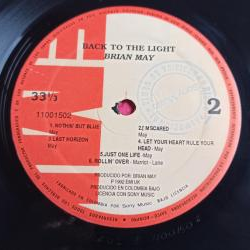 BACK TO THE LIGHT
BRIAN MAY
33⅓
11001502
2
1. NOTHIN' BUT BLUE
2.I'M SCARED
-May
3.LAST HORIZON
-May
4. LET YOUR HEART RULE YOUR
HEAD -May
5.JUST ONE LIFE -May
6. ROLLIN' OVER- Marriot - Lane
PRODUCIDO POR: BRIAN MAY
℗ 1992 EMI UK
PRODUCIDO EN COLOMBIA BAJO
LICENCIA CON SONY MUSIC